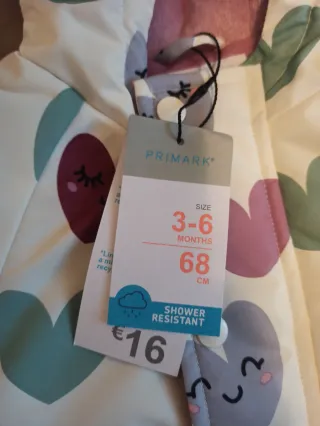 PRIMARK®
SIZE
3-6
MONTHS
68
CM
SHOWER
RESISTANT
€16